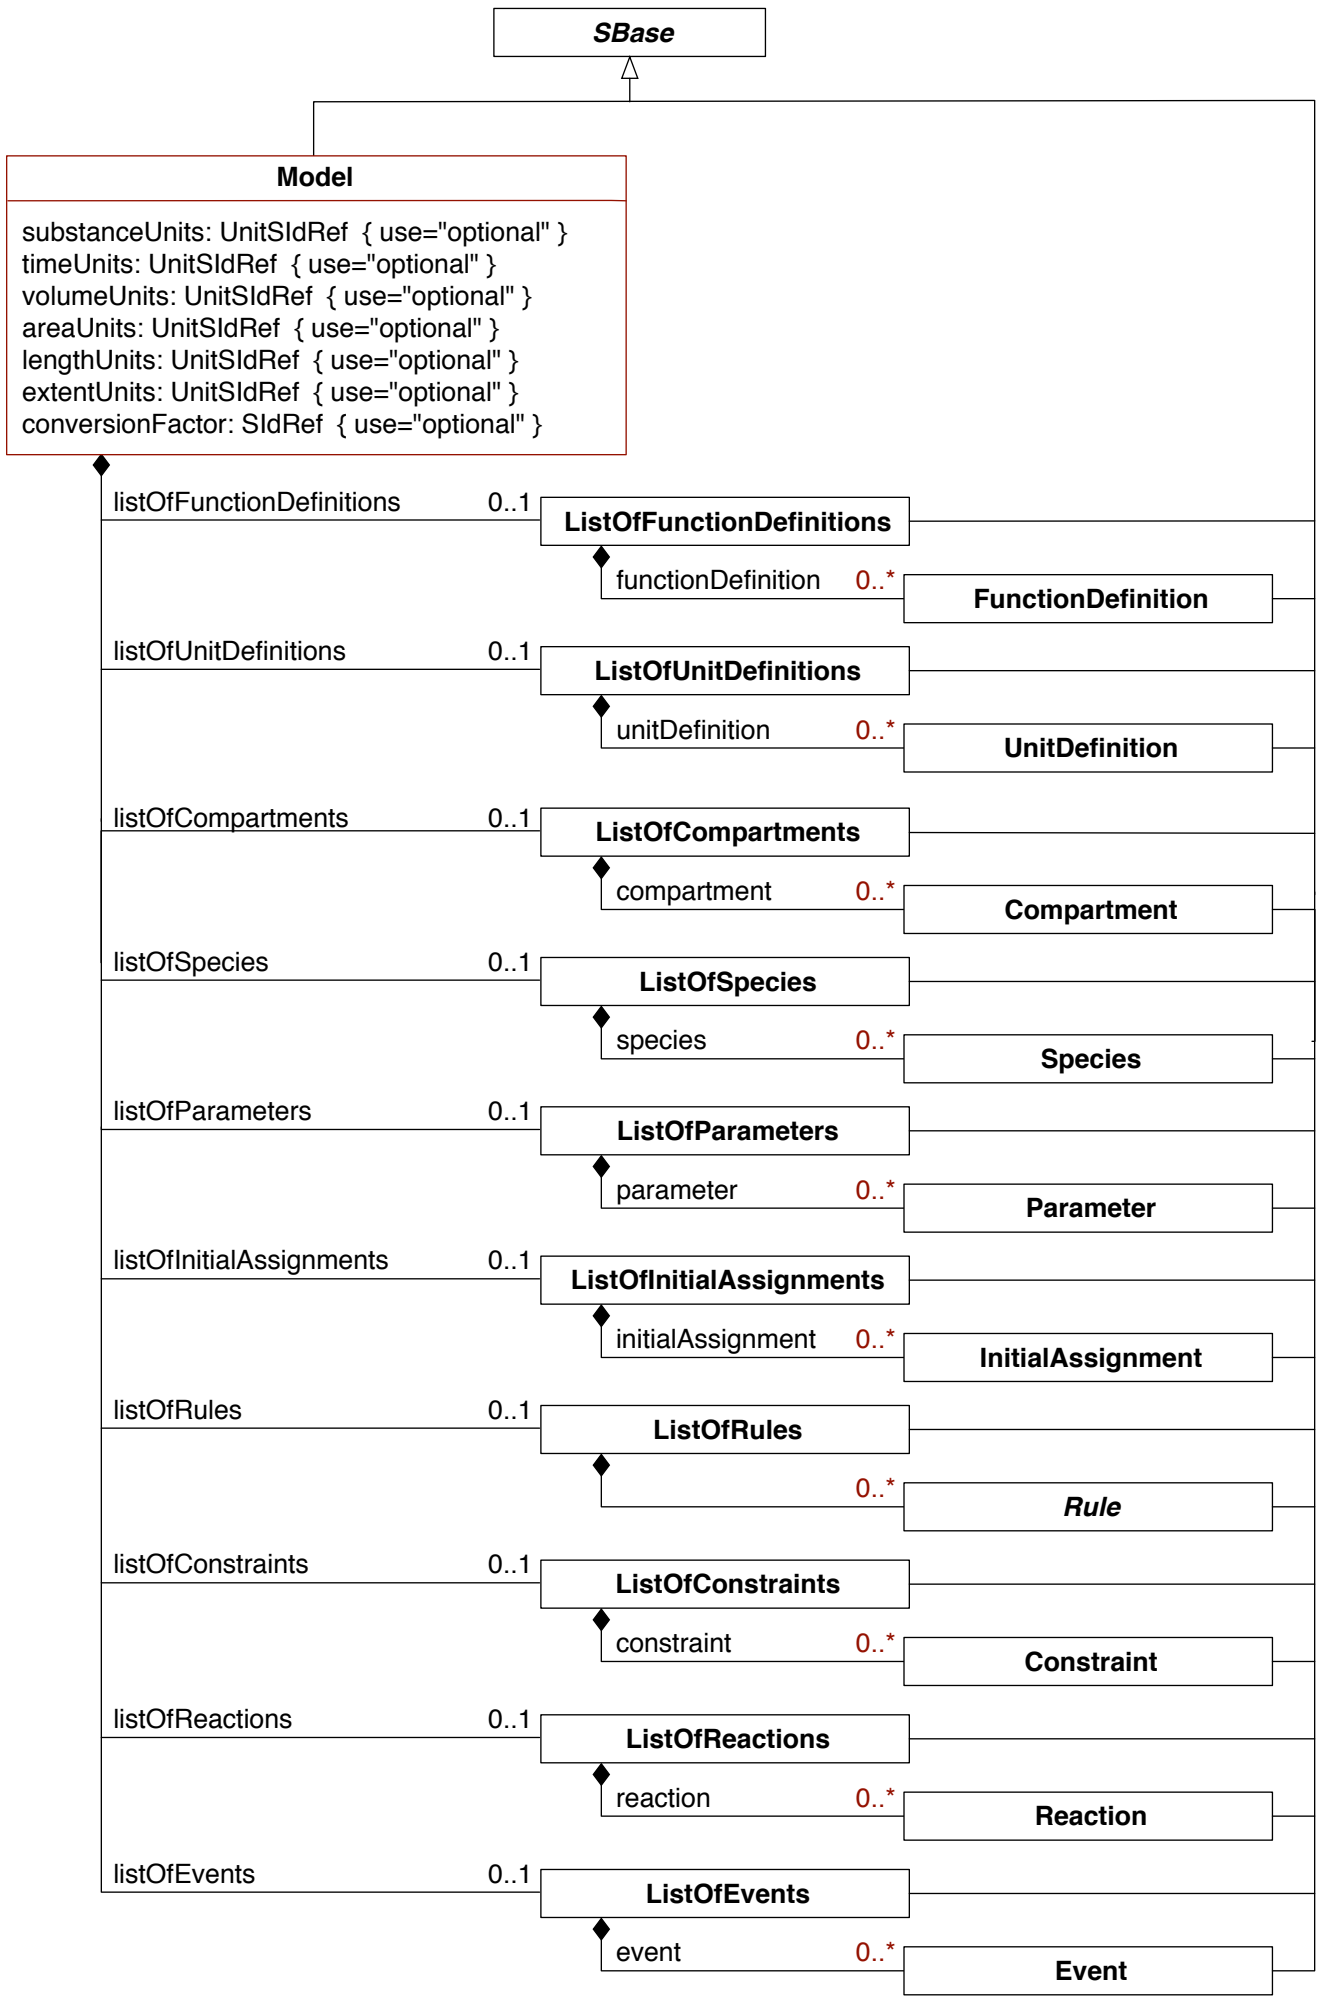 SBase
Model
substanceUnits: UnitSIdRef { use="optional" }
timeUnits: UnitSIdRef { use="optional" }
volumeUnits: UnitSIdRef { use="optional" }
areaUnits: UnitSIdRef { use="optional" }
lengthUnits: UnitSIdRef { use="optional" }
extentUnits: UnitSIdRef { use="optional" }
conversionFactor: SIdRef { use="optional" }
listOfFunctionDefinitions 0..1
ListOfFunctionDefinitions
functionDefinition 0..*
FunctionDefinition
listOfUnitDefinitions 0..1
ListOfUnitDefinitions
unitDefinition 0..*
UnitDefinition
listOfCompartments 0..1
ListOfCompartments
compartment 0..*
Compartment
listOfSpecies 0..1
ListOfSpecies
species 0..*
Species
listOfParameters 0..1
ListOfParameters
parameter 0..*
Parameter
listOfInitialAssignments 0..1
ListOfInitialAssignments
initialAssignment 0..*
InitialAssignment
listOfRules 0..1
ListOfRules
0..*
Rule
listOfConstraints 0..1
ListOfConstraints
constraint 0..*
Constraint
listOfReactions 0..1
ListOfReactions
reaction 0..*
Reaction
listOfEvents 0..1
ListOfEvents
event 0..*
Event